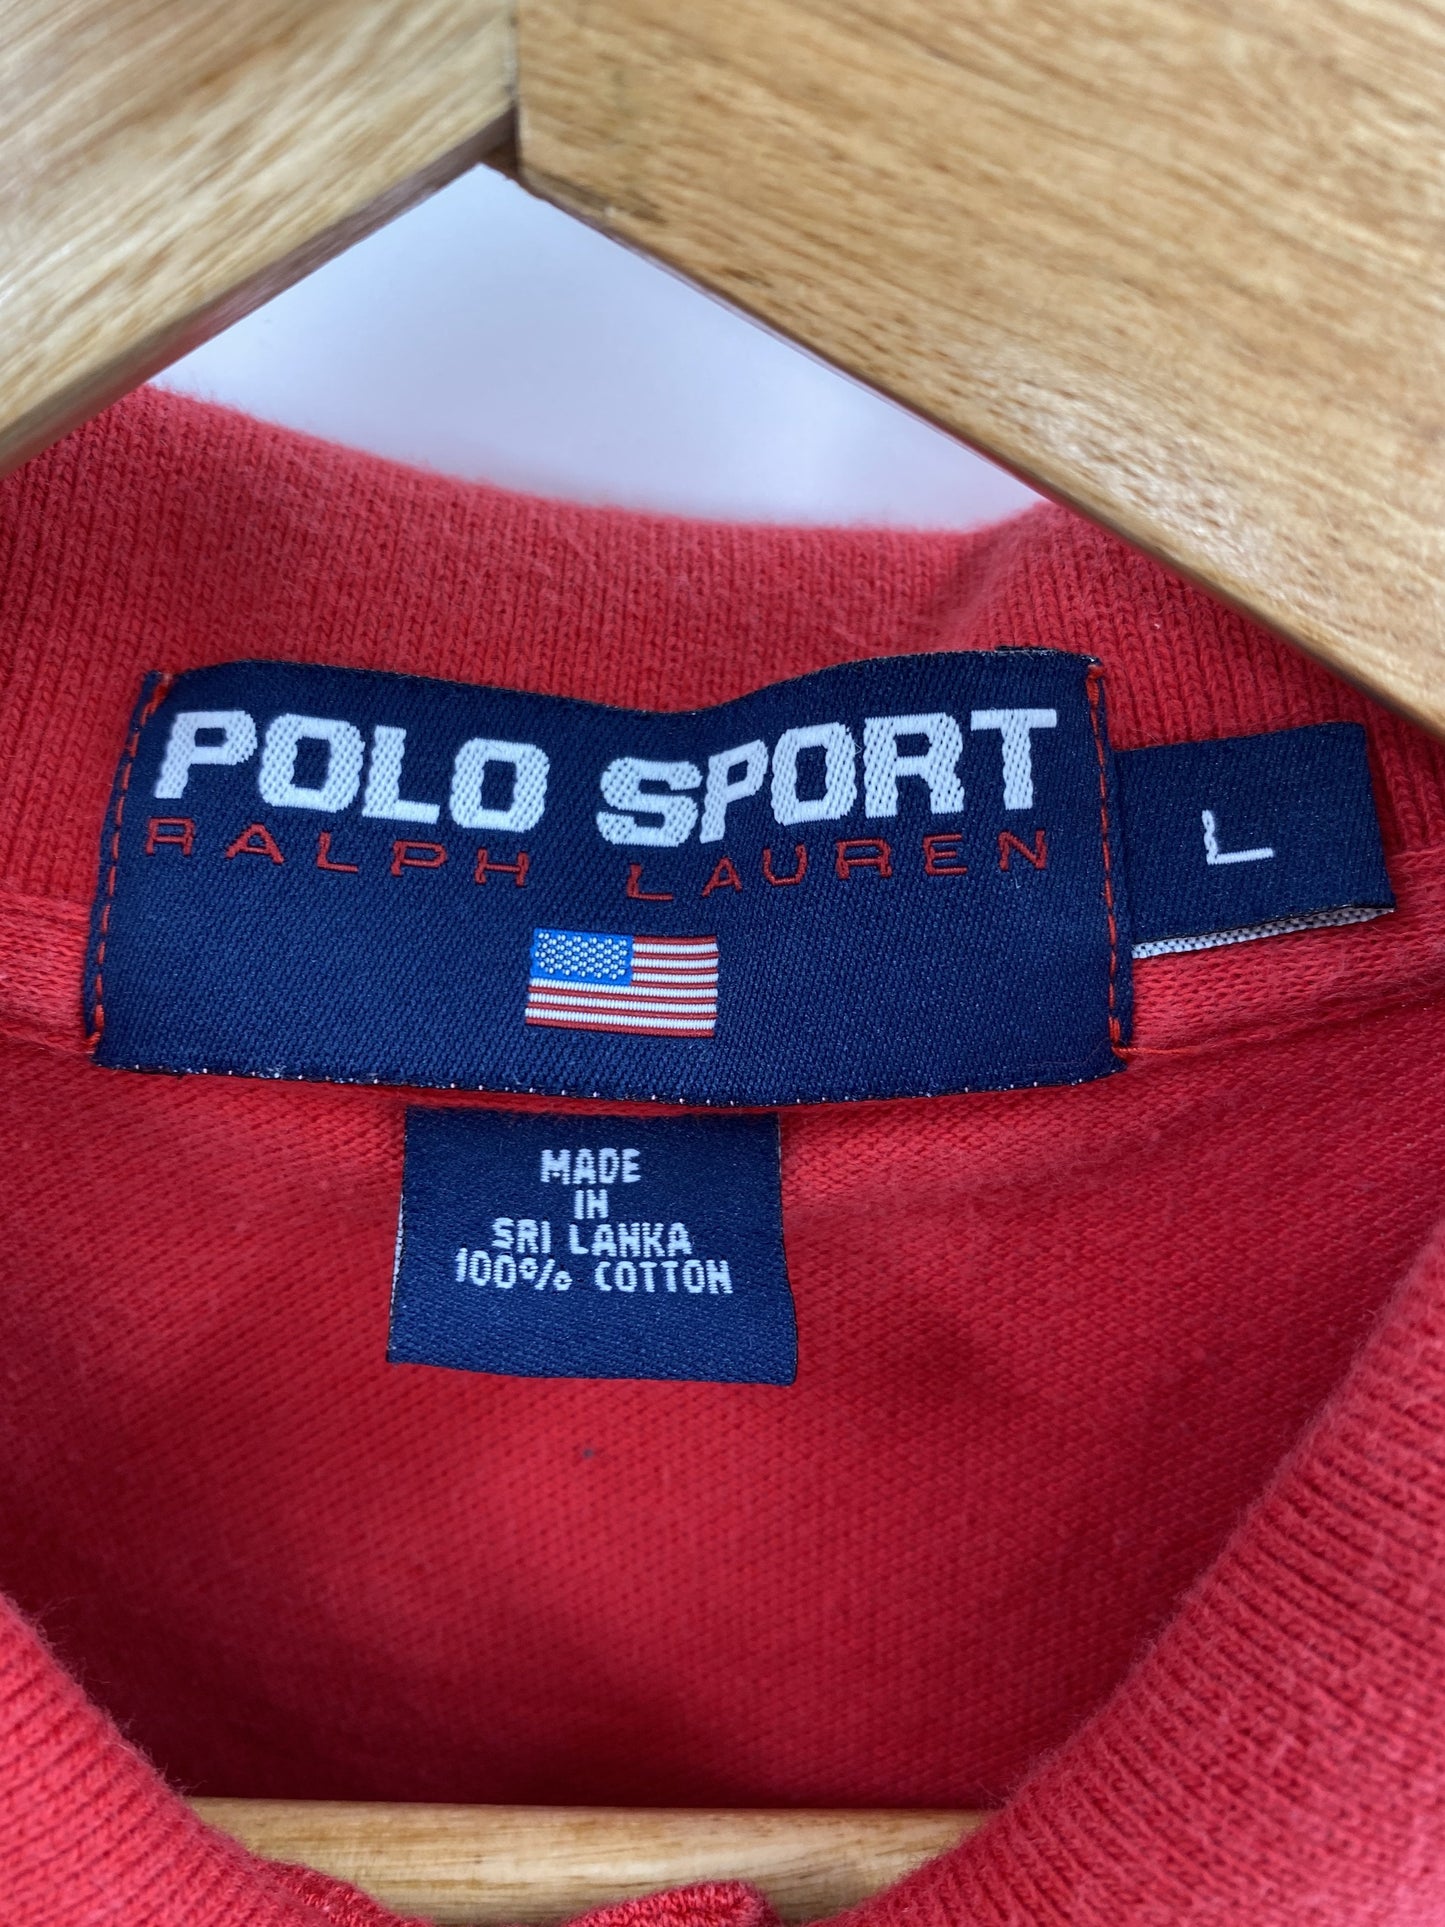 POLO SPORT
RALPH LAUREN
L
MADE
IN
SRI LANKA
100% COTTON